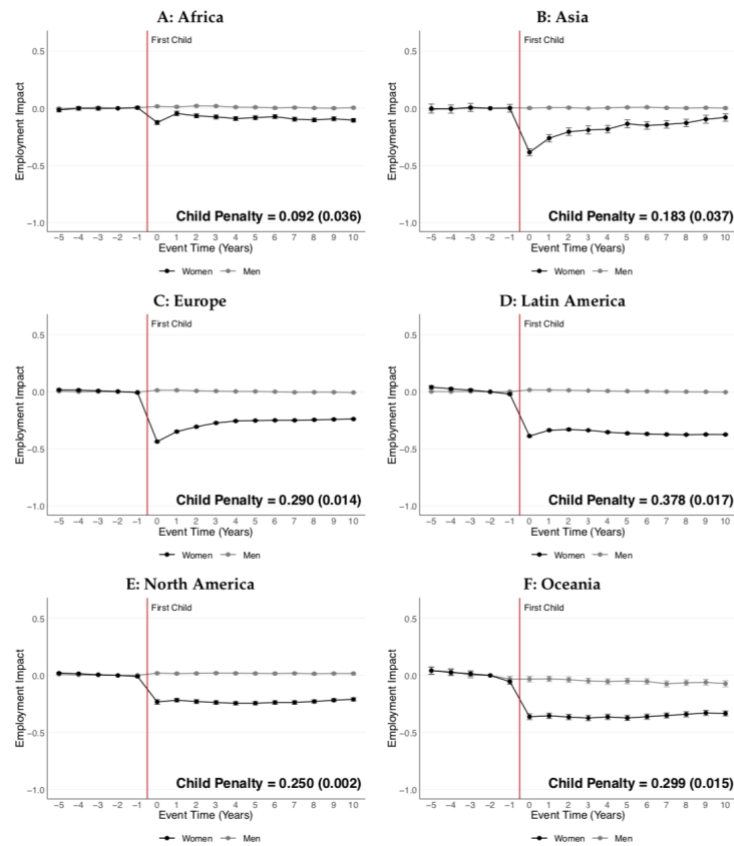 A: Africa
First Child
Employment Impact
0.5
0.0
−0.5
−1.0
Child Penalty = 0.092 (0.036)
−5 −4 −3 −2 −1 0 1 2 3 4 5 6 7 8 9 10
Event Time (Years)
Women Men
B: Asia
First Child
Employment Impact
0.5
0.0
−0.5
−1.0
Child Penalty = 0.183 (0.037)
−5 −4 −3 −2 −1 0 1 2 3 4 5 6 7 8 9 10
Event Time (Years)
Women Men
C: Europe
First Child
Employment Impact
0.5
0.0
−0.5
−1.0
Child Penalty = 0.290 (0.014)
−5 −4 −3 −2 −1 0 1 2 3 4 5 6 7 8 9 10
Event Time (Years)
Women Men
D: Latin America
First Child
Employment Impact
0.5
0.0
−0.5
−1.0
Child Penalty = 0.378 (0.017)
−5 −4 −3 −2 −1 0 1 2 3 4 5 6 7 8 9 10
Event Time (Years)
Women Men
E: North America
First Child
Employment Impact
0.5
0.0
−0.5
−1.0
Child Penalty = 0.250 (0.002)
−5 −4 −3 −2 −1 0 1 2 3 4 5 6 7 8 9 10
Event Time (Years)
Women Men
F: Oceania
First Child
Employment Impact
0.5
0.0
−0.5
−1.0
Child Penalty = 0.299 (0.015)
−5 −4 −3 −2 −1 0 1 2 3 4 5 6 7 8 9 10
Event Time (Years)
Women Men